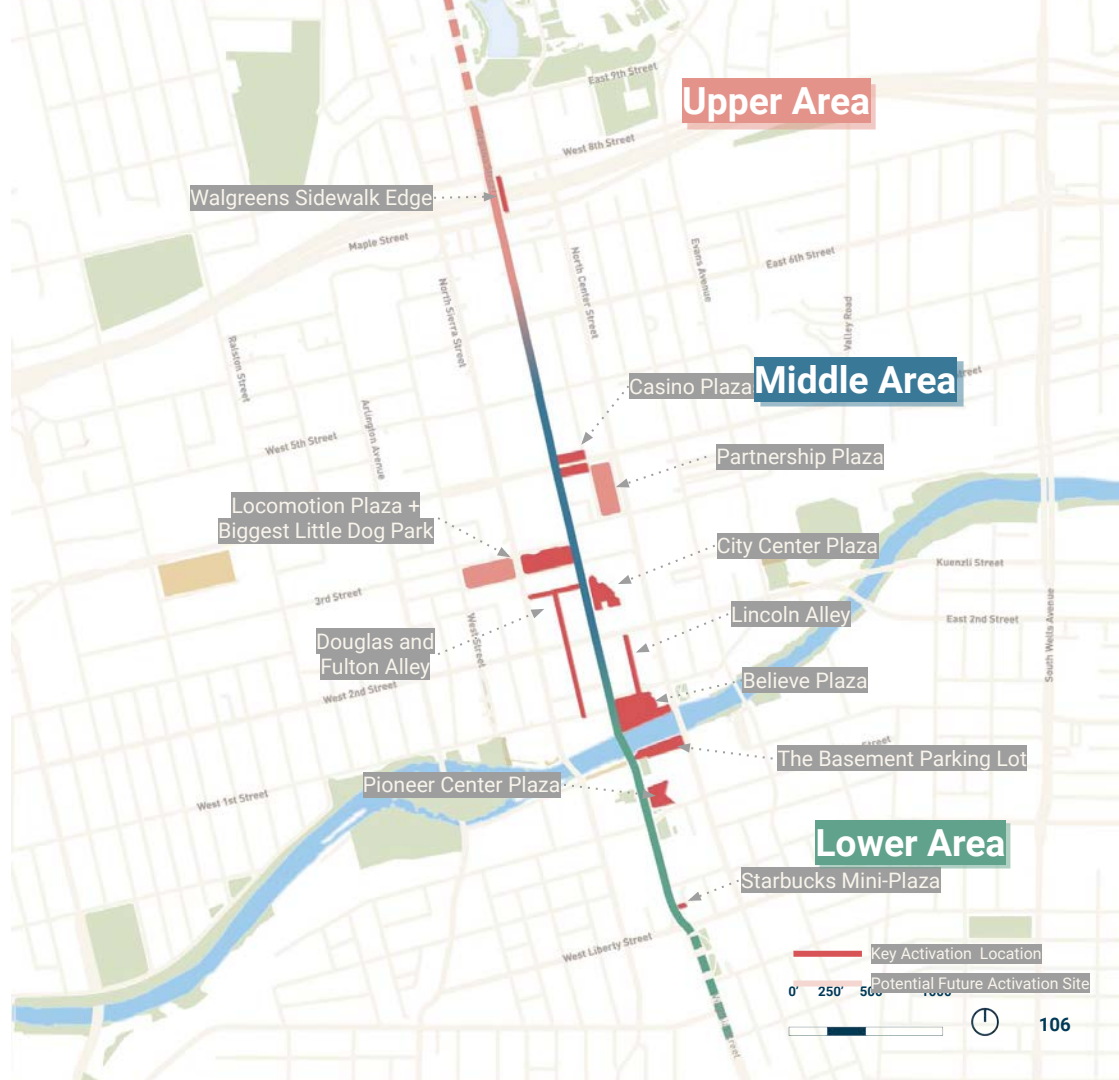 East 9th Street
Upper Area
West 8th Street
Walgreens Sidewalk Edge
Maple Street
North Sierra Street
North Center Street
Evans Avenue
East 6th Street
Valley Road
Ralston Street
Casino Plaza
Middle Area
Arlington Avenue
West 5th Street
Partnership Plaza
Locomotion Plaza +
Biggest Little Dog Park
City Center Plaza
Kuenzli Street
3rd Street
Lincoln Alley
East 2nd Street
South Wells Avenue
Douglas and
Fulton Alley
West Street
Believe Plaza
West 2nd Street
The Basement Parking Lot
Pioneer Center Plaza
West 1st Street
Lower Area
Starbucks Mini-Plaza
West Liberty Street
Key Activation Location
Potential Future Activation Site
0' 250' 500' 1000'
106